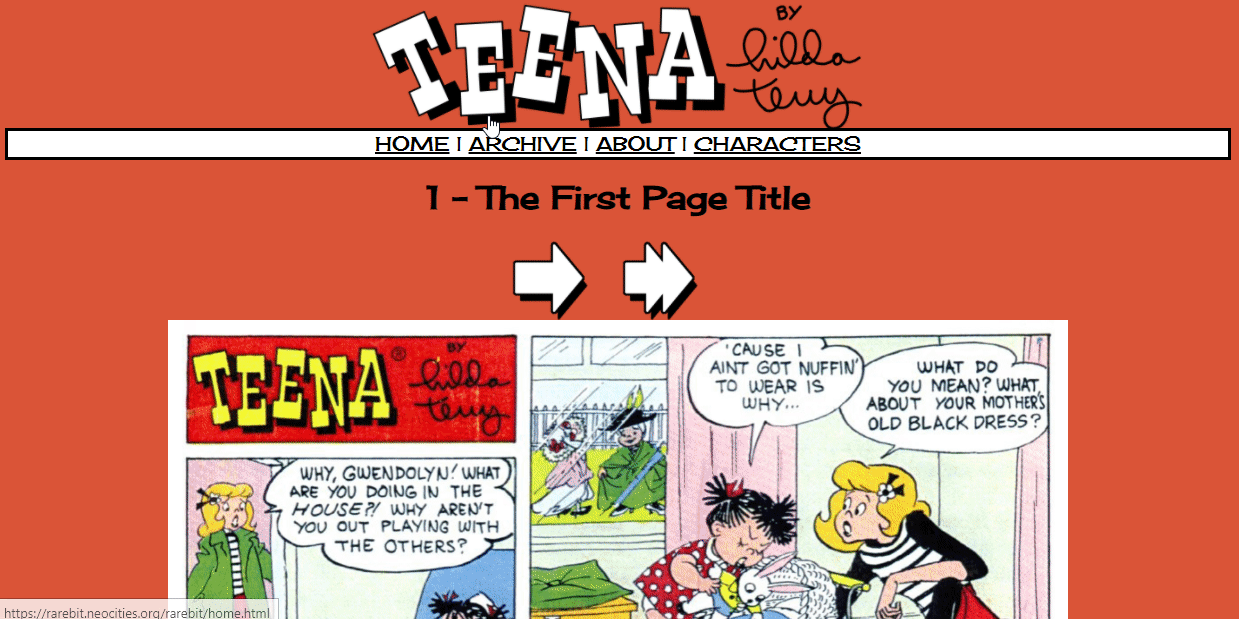 TEENA
BY
hilda
terry
HOME | ARCHIVE | ABOUT | CHARACTERS
1 - The First Page Title
TEENA®
BY
hilda
terry
WHY, GWENDOLYN! WHAT
ARE YOU DOING IN THE
HOUSE?! WHY AREN'T
YOU OUT PLAYING WITH
THE OTHERS?
'CAUSE I
AINT GOT NUFFIN'
TO WEAR IS
WHY...
WHAT DO
YOU MEAN? WHAT
ABOUT YOUR MOTHER'S
OLD BLACK DRESS?
https://rarebit.neocities.org/rarebit/home.html